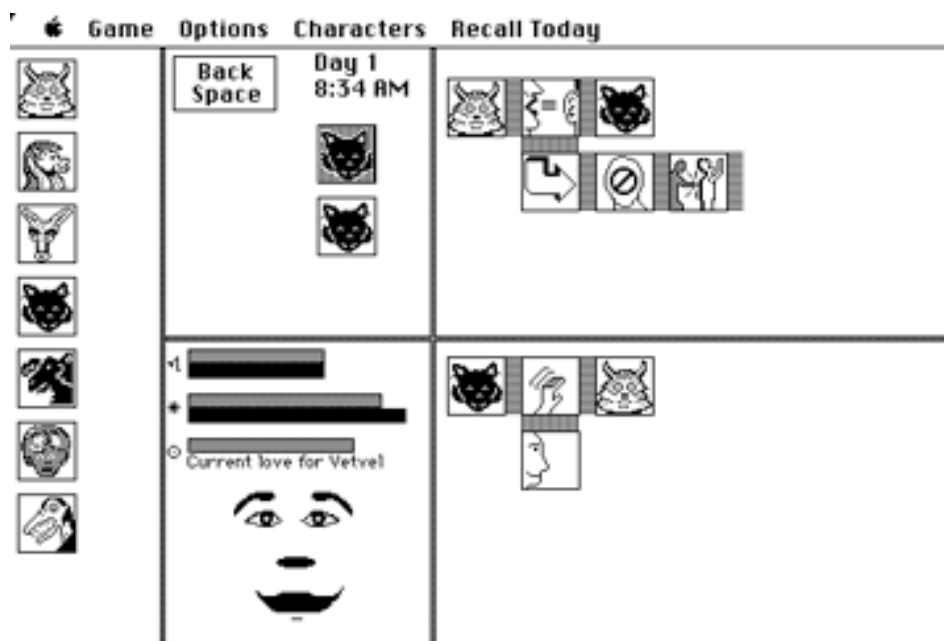 Game Options Characters Recall Today
Back
Space
Day 1
8:34 AM
Current love for Vetvel